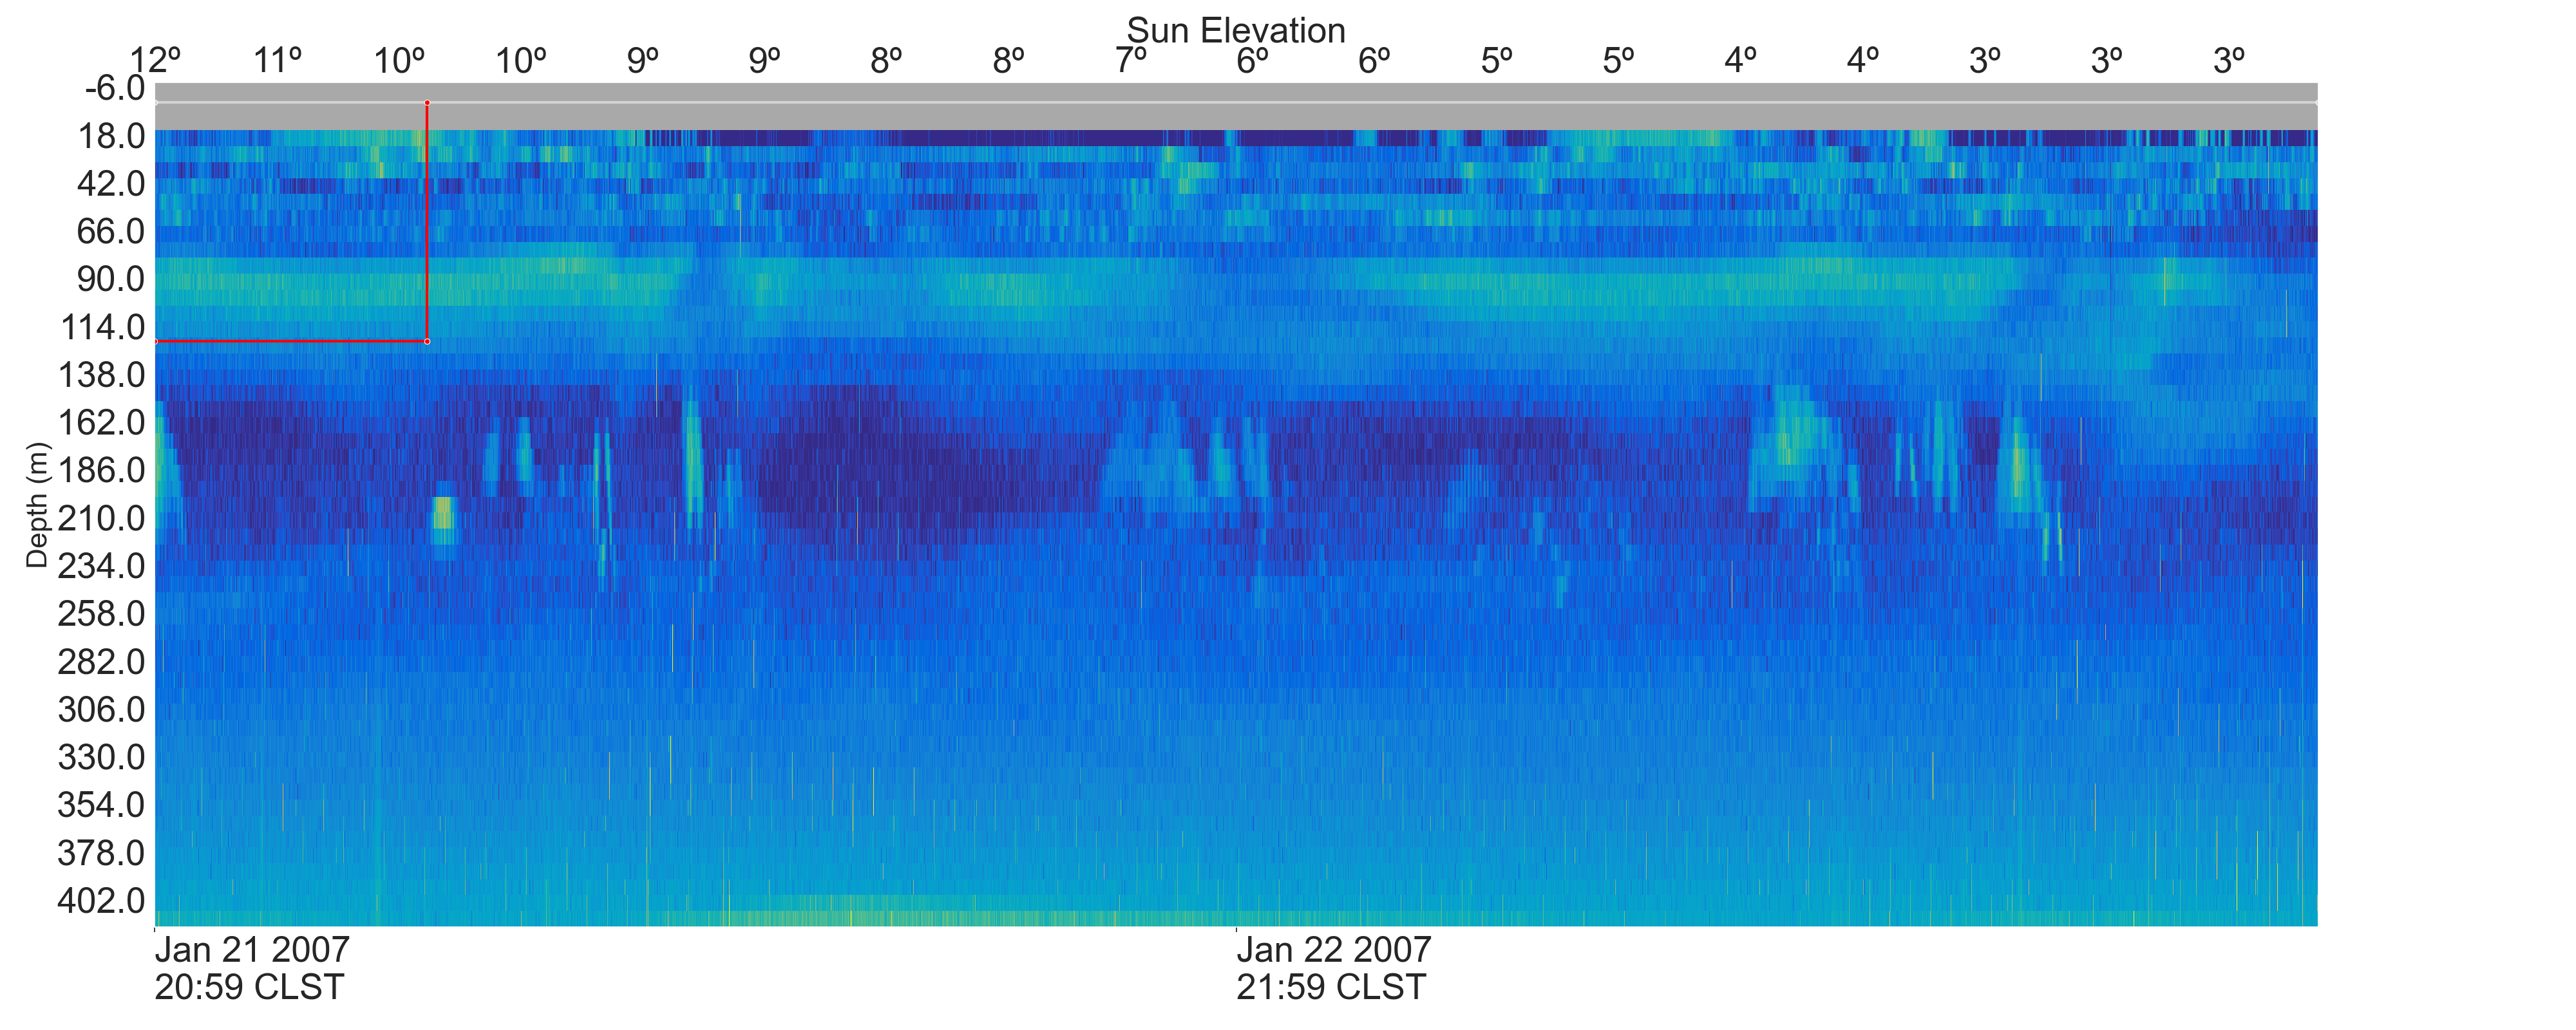 Sun Elevation
12º 11º 10º 10º 9º 9º 8º 8º 7º 6º 6º 5º 5º 4º 4º 3º 3º 3º
-6.0
18.0
42.0
66.0
90.0
114.0
138.0
162.0
186.0
210.0
234.0
258.0
282.0
306.0
330.0
354.0
378.0
402.0
Depth (m)
Jan 21 2007
20:59 CLST
Jan 22 2007
21:59 CLST